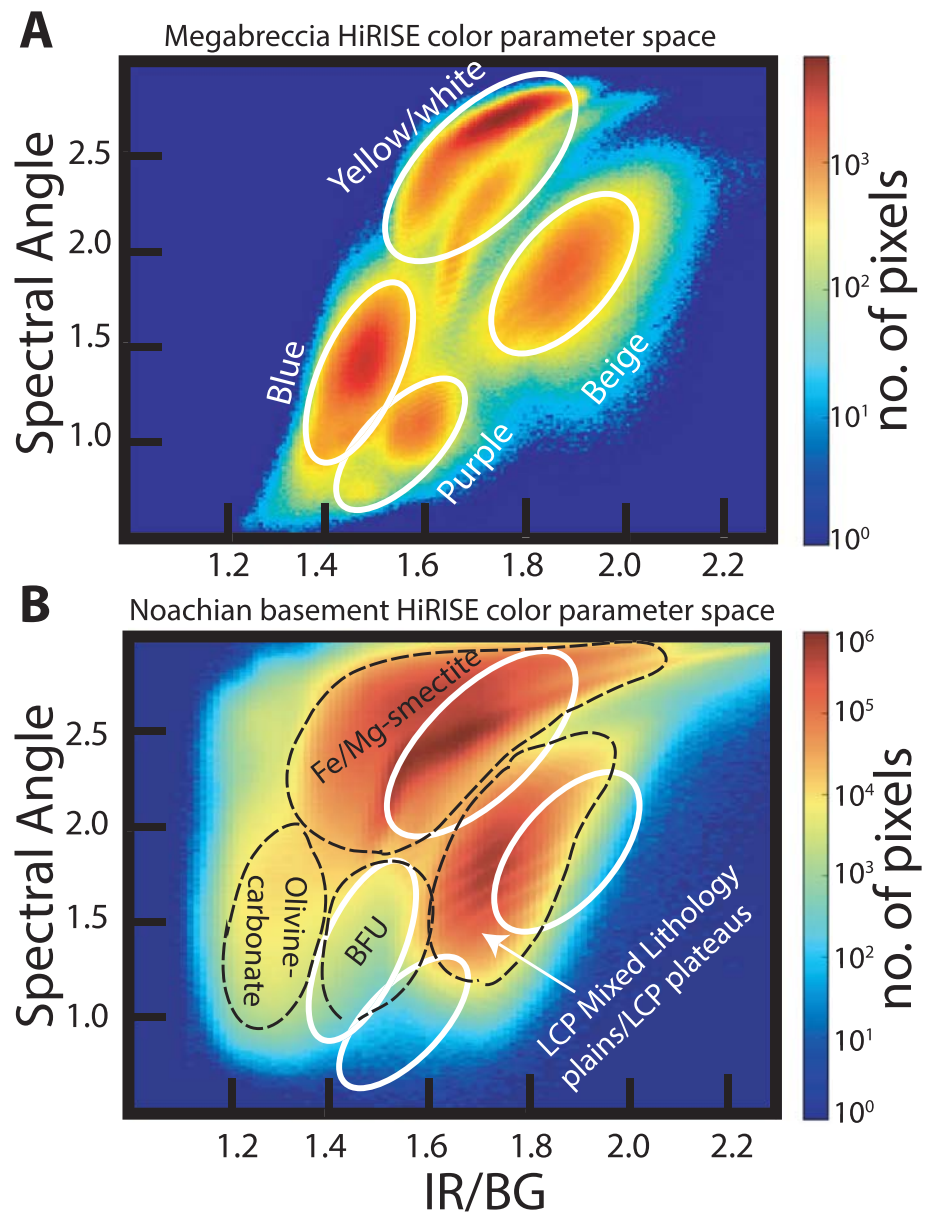 A
Megabreccia HiRISE color parameter space
Spectral Angle
2.5
2.0
1.5
1.0
Yellow/white
Blue
Purple
Beige
1.2 1.4 1.6 1.8 2.0 2.2
10³
10²
10¹
10⁰
no. of pixels
B
Noachian basement HiRISE color parameter space
Spectral Angle
2.5
2.0
1.5
1.0
Fe/Mg-smectite
Olivine-
carbonate
BFU
LCP Mixed Lithology
plains/LCP plateaus
1.2 1.4 1.6 1.8 2.0 2.2
IR/BG
10⁶
10⁵
10⁴
10³
10²
10¹
10⁰
no. of pixels